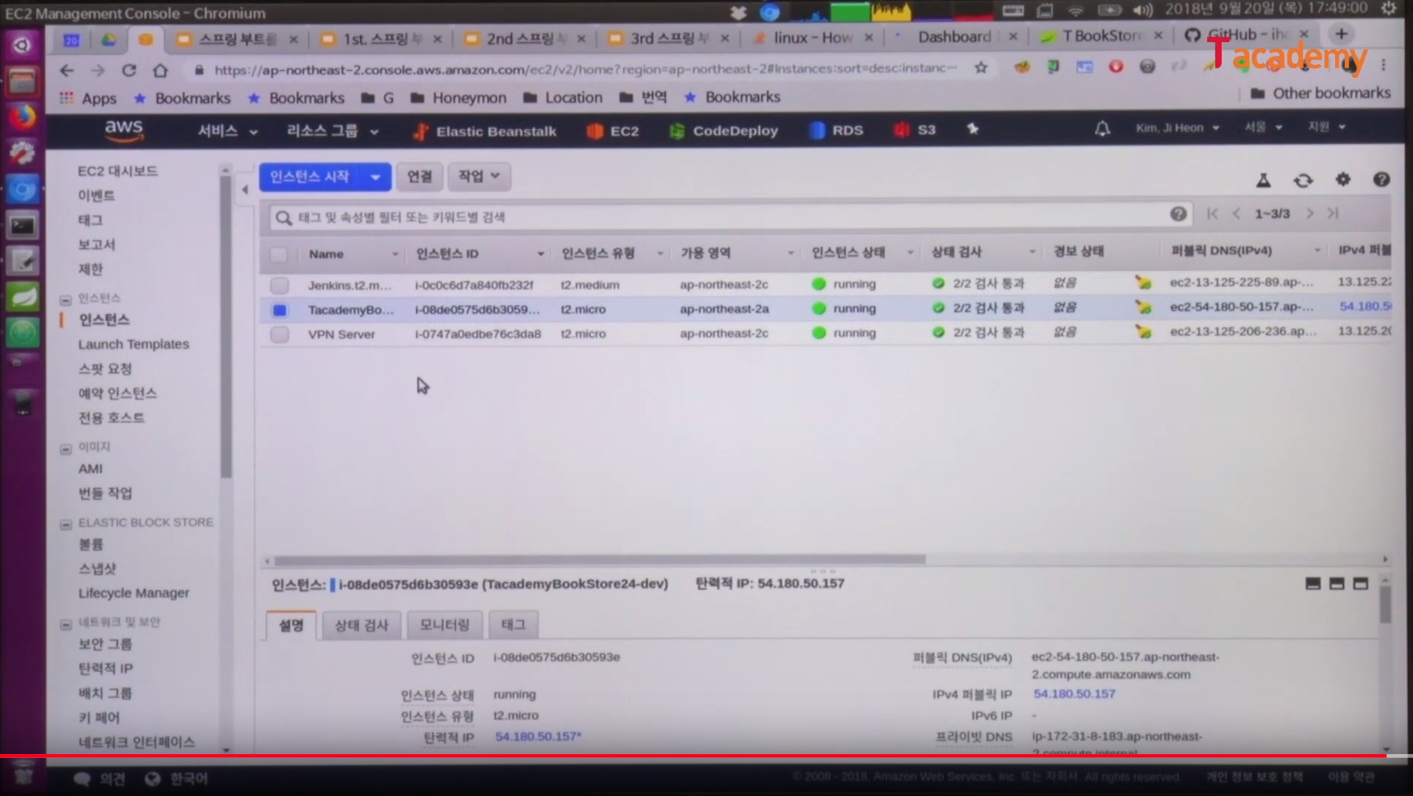 EC2 Management Console - Chromium
2018년 9월20일 (목) 17:49:00
20
스프링 부트를
1st. 스프링 부
2nd 스프링
3rd 스프링 부
linux - How
Dashboard
T BookStore
GitHub - iho
Tacademy
https://ap-northeast-2.console.aws.amazon.com/ec2/v2/home?region=ap-northeast-2#Instances:sort=desc:instanc…
Apps
Bookmarks
Bookmarks
G
Honeymon
Location
번역
Bookmarks
Other bookmarks
aws
서비스
리소스 그룹
Elastic Beanstalk
EC2
CodeDeploy
RDS
S3
Kim, Ji Heon
서울
지원
EC2 대시보드
이벤트
태그
보고서
제한
인스턴스
인스턴스
Launch Templates
스팟 요청
예약 인스턴스
전용 호스트
이미지
AMI
번들 작업
ELASTIC BLOCK STORE
볼륨
스냅샷
Lifecycle Manager
네트워크 및 보안
보안 그룹
탄력적 IP
배치 그룹
키 페어
네트워크 인터페이스
인스턴스 시작
연결
작업
태그 및 속성별 필터 또는 키워드별 검색
1~3/3
Name 인스턴스 ID 인스턴스 유형 가용 영역 인스턴스 상태 상태 검사 경보 상태 퍼블릭 DNS(IPv4) IPv4 퍼블
Jenkins.t2.m... i-0c0c6d7a840fb232f t2.medium ap-northeast-2c running 2/2 검사 통과 없음 ec2-13-125-225-89.ap-... 13.125.22
TacademyBo... i-08de0575d6b3059... t2.micro ap-northeast-2a running 2/2 검사 통과 없음 ec2-54-180-50-157.ap-... 54.180.5
VPN Server i-0747a0edbe76c3da8 t2.micro ap-northeast-2c running 2/2 검사 통과 없음 ec2-13-125-206-236.ap... 13.125.20
인스턴스: i-08de0575d6b30593e (TacademyBookStore24-dev) 탄력적 IP: 54.180.50.157
설명
상태 검사
모니터링
태그
인스턴스 ID i-08de0575d6b30593e
인스턴스 상태 running
인스턴스 유형 t2.micro
탄력적 IP 54.180.50.157*
퍼블릭 DNS(IPv4) ec2-54-180-50-157.ap-northeast-
2.compute.amazonaws.com
IPv4 퍼블릭 IP 54.180.50.157
IPv6 IP -
프라이빗 DNS ip-172-31-8-183.ap-northeast-
2.compute.internal
의견
한국어
© 2008 - 2018, Amazon Web Services, Inc. 또는 자회사. All rights reserved.
개인 정보 보호 정책
이용 약관